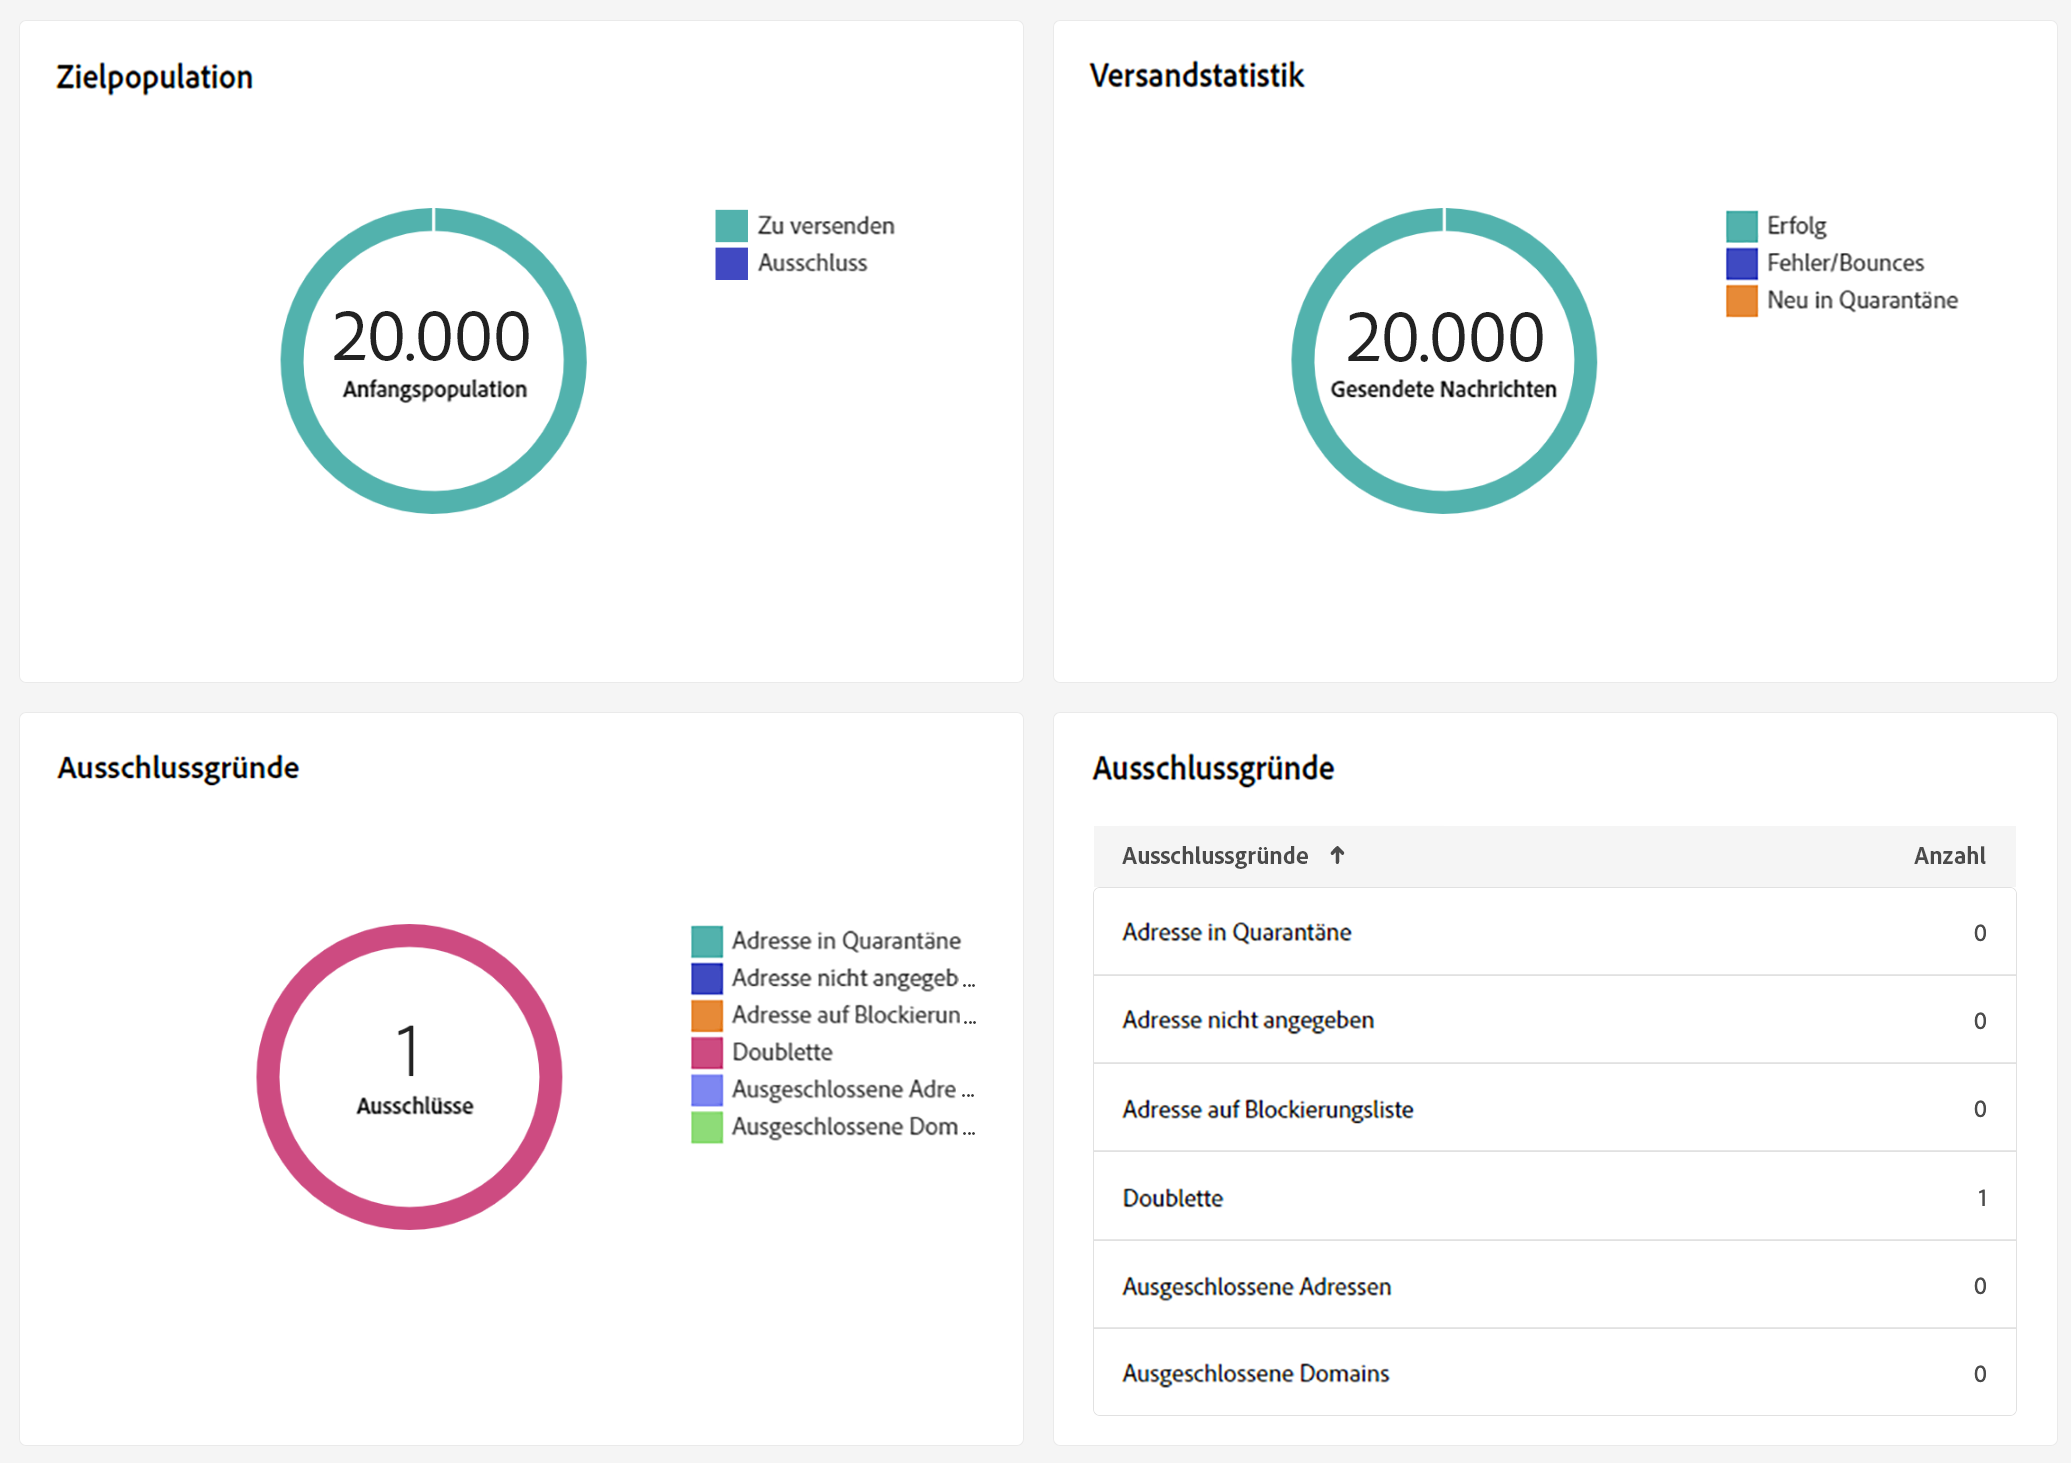 Zielpopulation
20.000
Anfangspopulation
Zu versenden
Ausschluss
Versandstatistik
20.000
Gesendete Nachrichten
Erfolg
Fehler/Bounces
Neu in Quarantäne
Ausschlussgründe
1
Ausschlüsse
Adresse in Quarantäne
Adresse nicht angegeb ...
Adresse auf Blockierun ...
Doublette
Ausgeschlossene Adre ...
Ausgeschlossene Dom ...
Ausschlussgründe
Ausschlussgründe ↑ Anzahl
Adresse in Quarantäne 0
Adresse nicht angegeben 0
Adresse auf Blockierungsliste 0
Doublette 1
Ausgeschlossene Adressen 0
Ausgeschlossene Domains 0